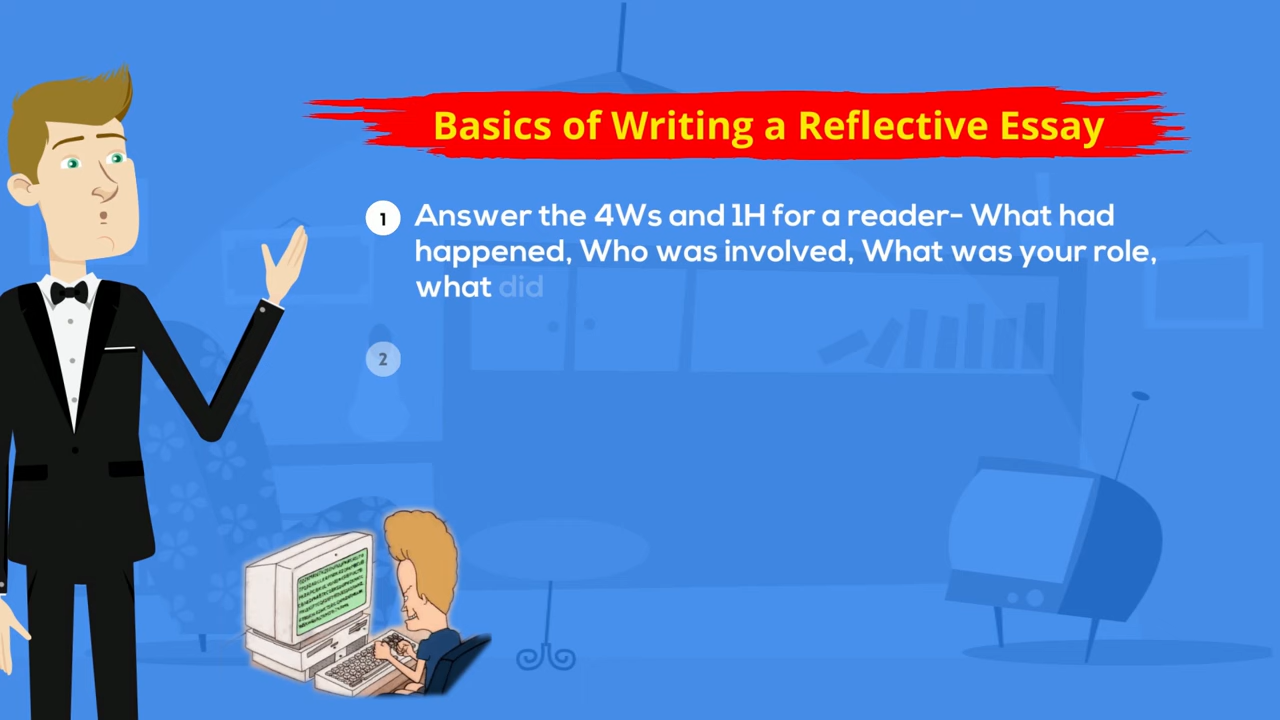 Basics of Writing a Reflective Essay
1 Answer the 4Ws and 1H for a reader- What had
happened, Who was involved, What was your role,
what did
2